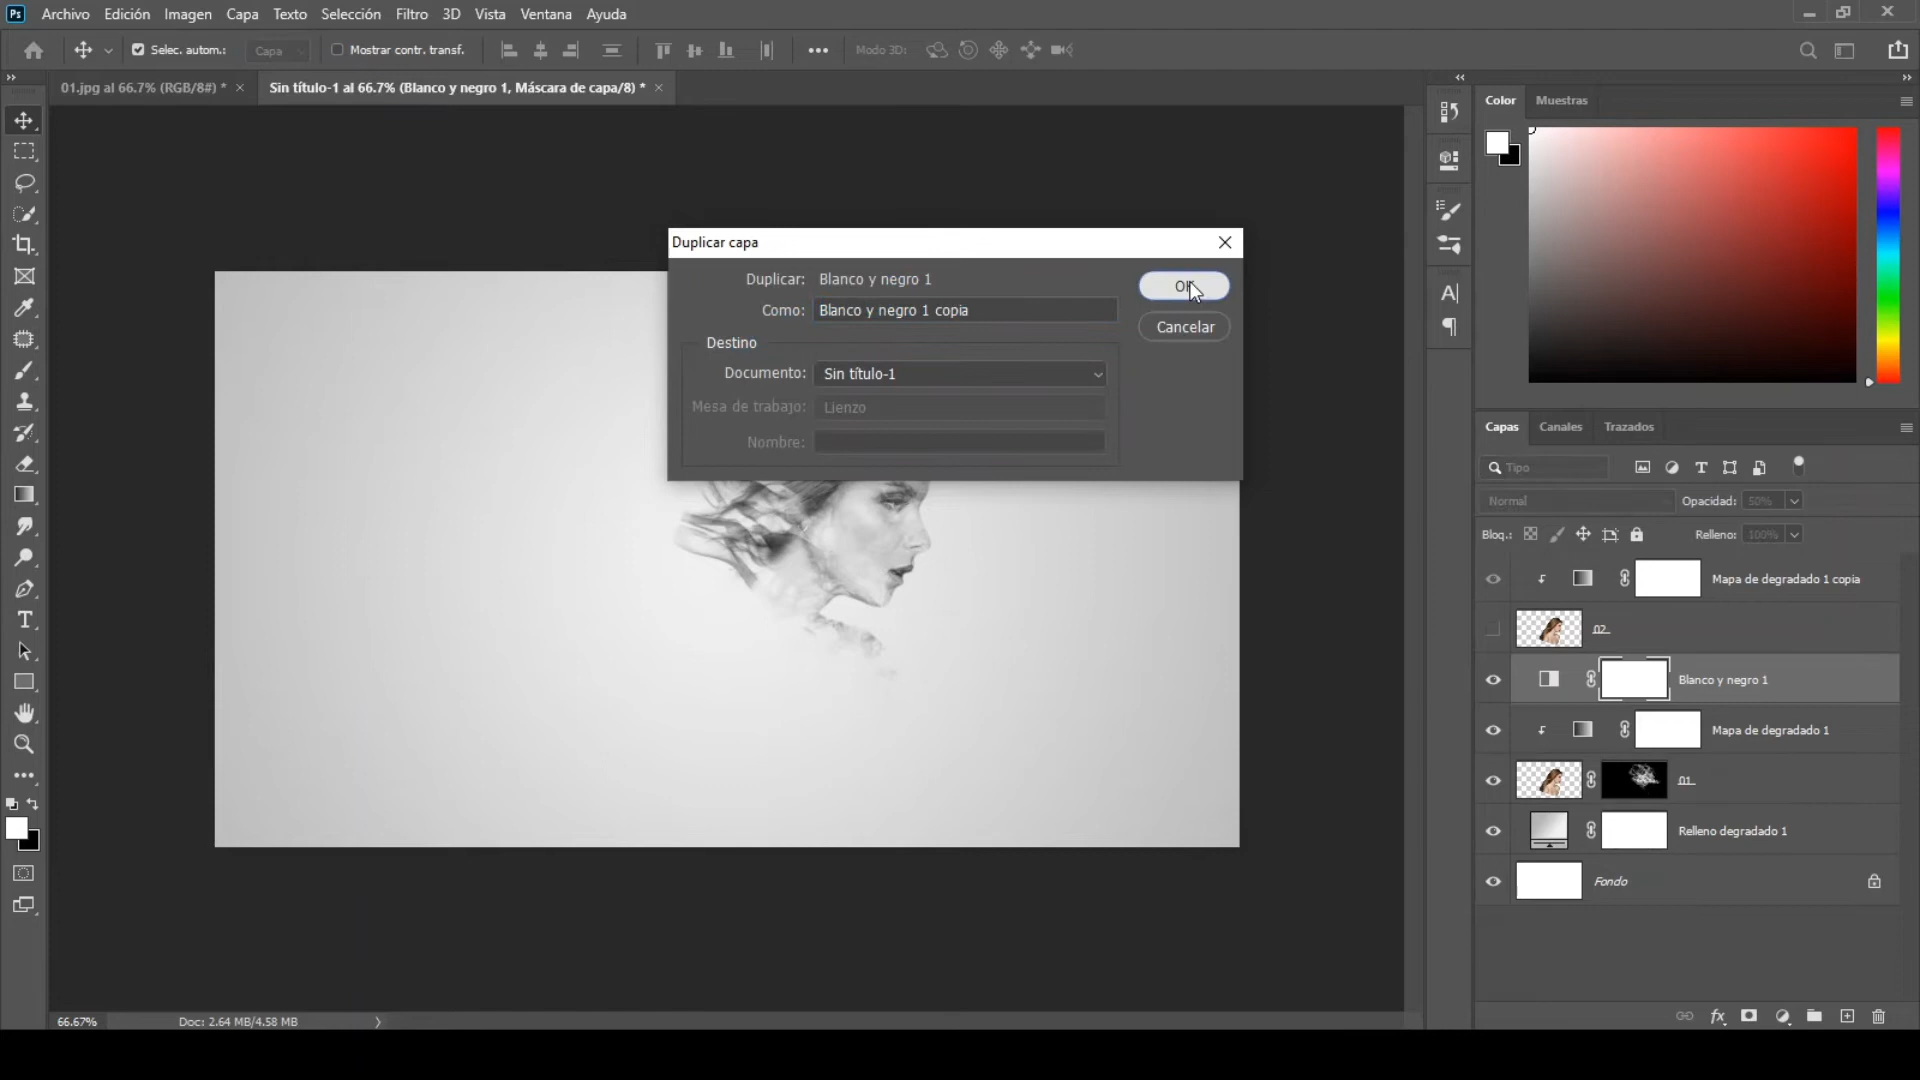 Ps Archivo Edición Imagen Capa Texto Selección Filtro 3D Vista Ventana Ayuda
Selec. autom.: Capa Mostrar contr. transf. Modo 3D:
01.jpg al 66.7% (RGB/8#) * Sin título-1 al 66.7% (Blanco y negro 1, Máscara de capa/8) *
Color Muestras
Duplicar capa
Duplicar: Blanco y negro 1
OK
Como: Blanco y negro 1 copia
Cancelar
Destino
Documento: Sin título-1
Mesa de trabajo: Lienzo
Nombre:
Capas Canales Trazados
Tipo
Normal Opacidad: 50%
Bloq.: Relleno: 100%
Mapa de degradado 1 copia
02
Blanco y negro 1
Mapa de degradado 1
01
Relleno degradado 1
Fondo
66.67% Doc: 2.64 MB/4.58 MB